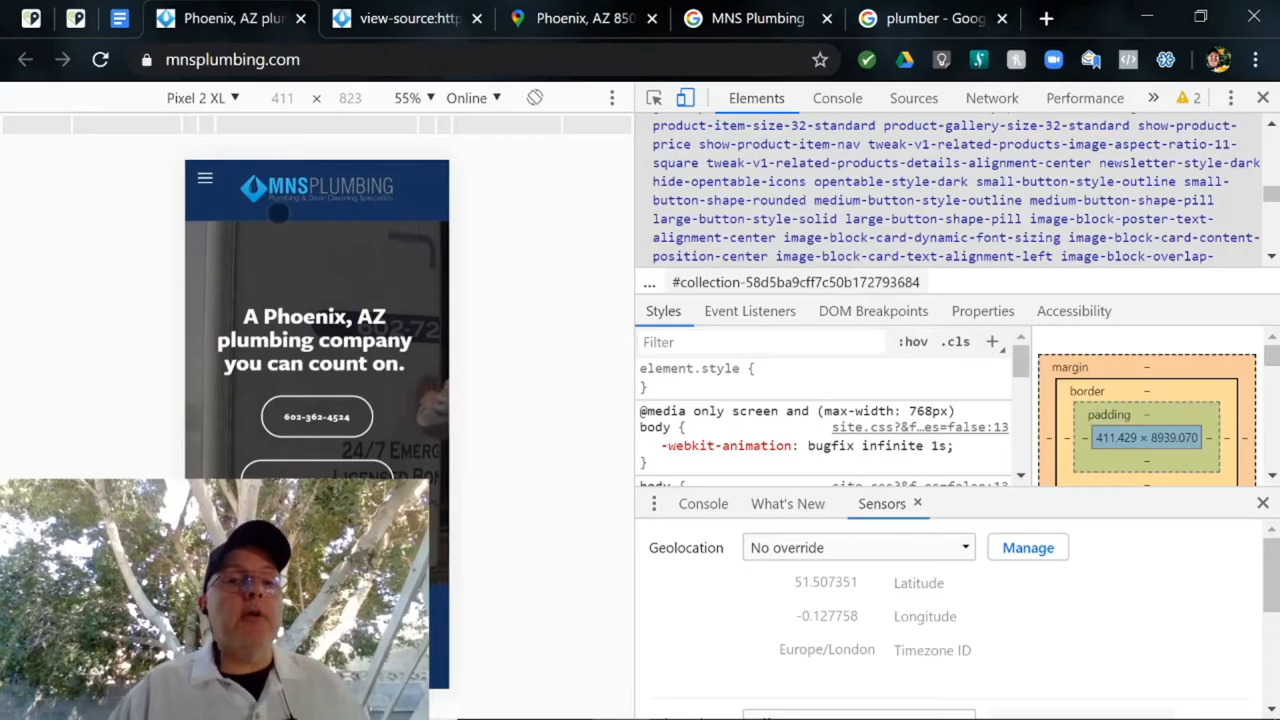 Phoenix, AZ plur
view-source:http
Phoenix, AZ 850
MNS Plumbing
plumber - Goog
mnsplumbing.com
Pixel 2 XL
411
×
823
55%
Online
Elements
Console
Sources
Network
Performance
»
2
product-item-size-32-standard product-gallery-size-32-standard show-product-
price show-product-item-nav tweak-v1-related-products-image-aspect-ratio-11-
square tweak-v1-related-products-details-alignment-center newsletter-style-dark
hide-opentable-icons opentable-style-dark small-button-style-outline small-
button-shape-rounded medium-button-style-outline medium-button-shape-pill
large-button-style-solid large-button-shape-pill image-block-poster-text-
alignment-center image-block-card-dynamic-font-sizing image-block-card-content-
position-center image-block-card-text-alignment-left image-block-overlap-
... #collection-58d5ba9cff7c50b172793684
Styles
Event Listeners
DOM Breakpoints
Properties
Accessibility
Filter
:hov
.cls
+
element.style {
}
@media only screen and (max-width: 768px)
body {
site.css?&f…es=false:13
-webkit-animation: bugfix infinite 1s;
}
margin
border
padding
411.429 × 8939.070
Console
What's New
Sensors
Geolocation
No override
Manage
51.507351
Latitude
-0.127758
Longitude
Europe/London
Timezone ID
MNSPLUMBING
Plumbing & Drain Cleaning Specialists
A Phoenix, AZ
plumbing company
you can count on.
602-362-4524
602-72
24/7 EMERG